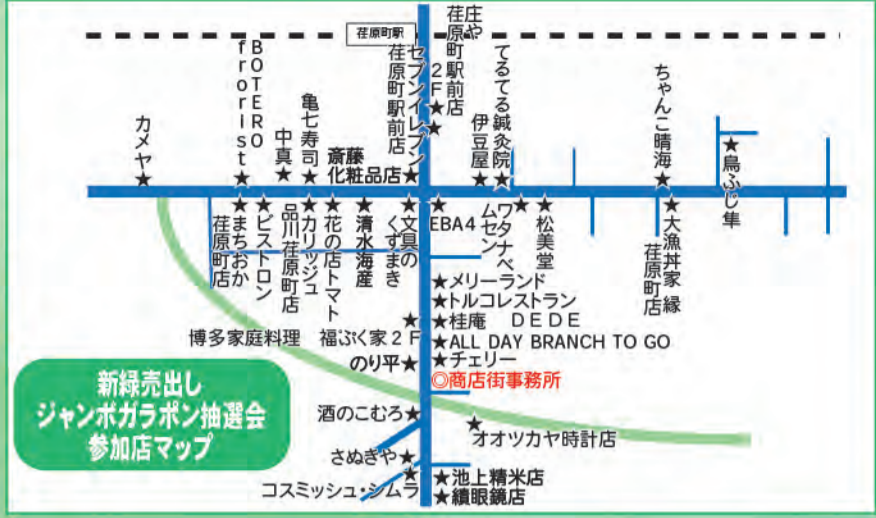 荏原町駅
庄や
荏原町駅前店
2F
セブンイレブン
荏原町駅前店
カメヤ
BOTERO
frorist
中真
亀七寿司
斎藤
化粧品店
伊豆屋
てるてる鍼灸院
ちゃんこ晴海
鳥ふじ隼
まちおか
荏原町店
ビストロン
カリッシュ
品川荏原町店
花の店トマト
清水海産
文具の
くずまき
EBA4
ワタナベ
ムセン
松美堂
大漁丼家 縁
荏原町店
メリーランド
トルコレストラン
桂庵 DEDE
博多家庭料理 福ぷく家2F
ALL DAY BRANCH TO GO
のり平
チェリー
◎商店街事務所
新緑売出し
ジャンボガラポン抽選会
参加店マップ
酒のこむろ
オオツカヤ時計店
さぬきや
コスミッシュ・シムラ
池上精米店
績眼鏡店